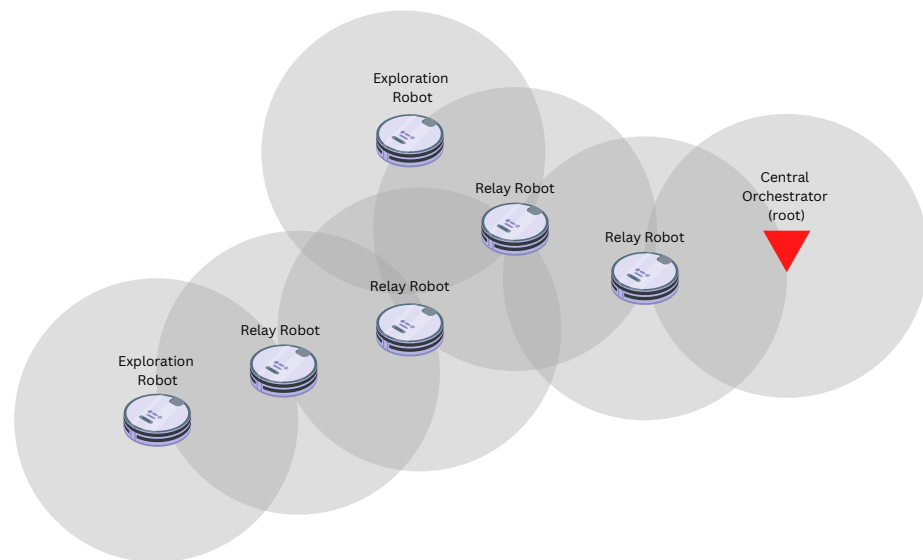 Exploration
Robot
Relay Robot
Central
Orchestrator
(root)
Relay Robot
Relay Robot
Relay Robot
Exploration
Robot